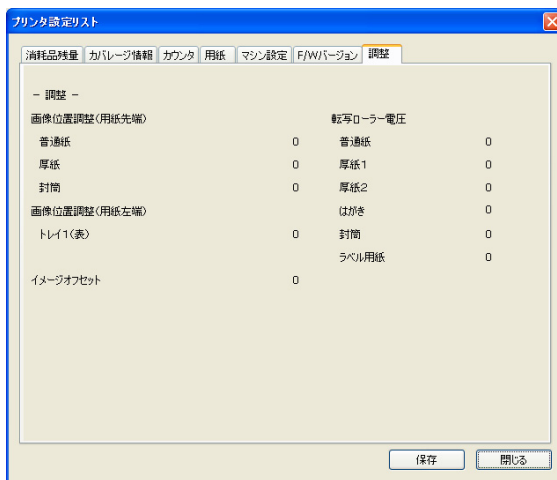 プリンタ設定リスト
消耗品残量 カバレージ情報 カウンタ 用紙 マシン設定 F/Wバージョン 調整
－ 調整 －
画像位置調整(用紙先端)
普通紙 0
厚紙 0
封筒 0
画像位置調整(用紙左端)
トレイ1(表) 0
イメージオフセット 0
転写ローラー電圧
普通紙 0
厚紙1 0
厚紙2 0
はがき 0
封筒 0
ラベル用紙 0
保存 閉じる